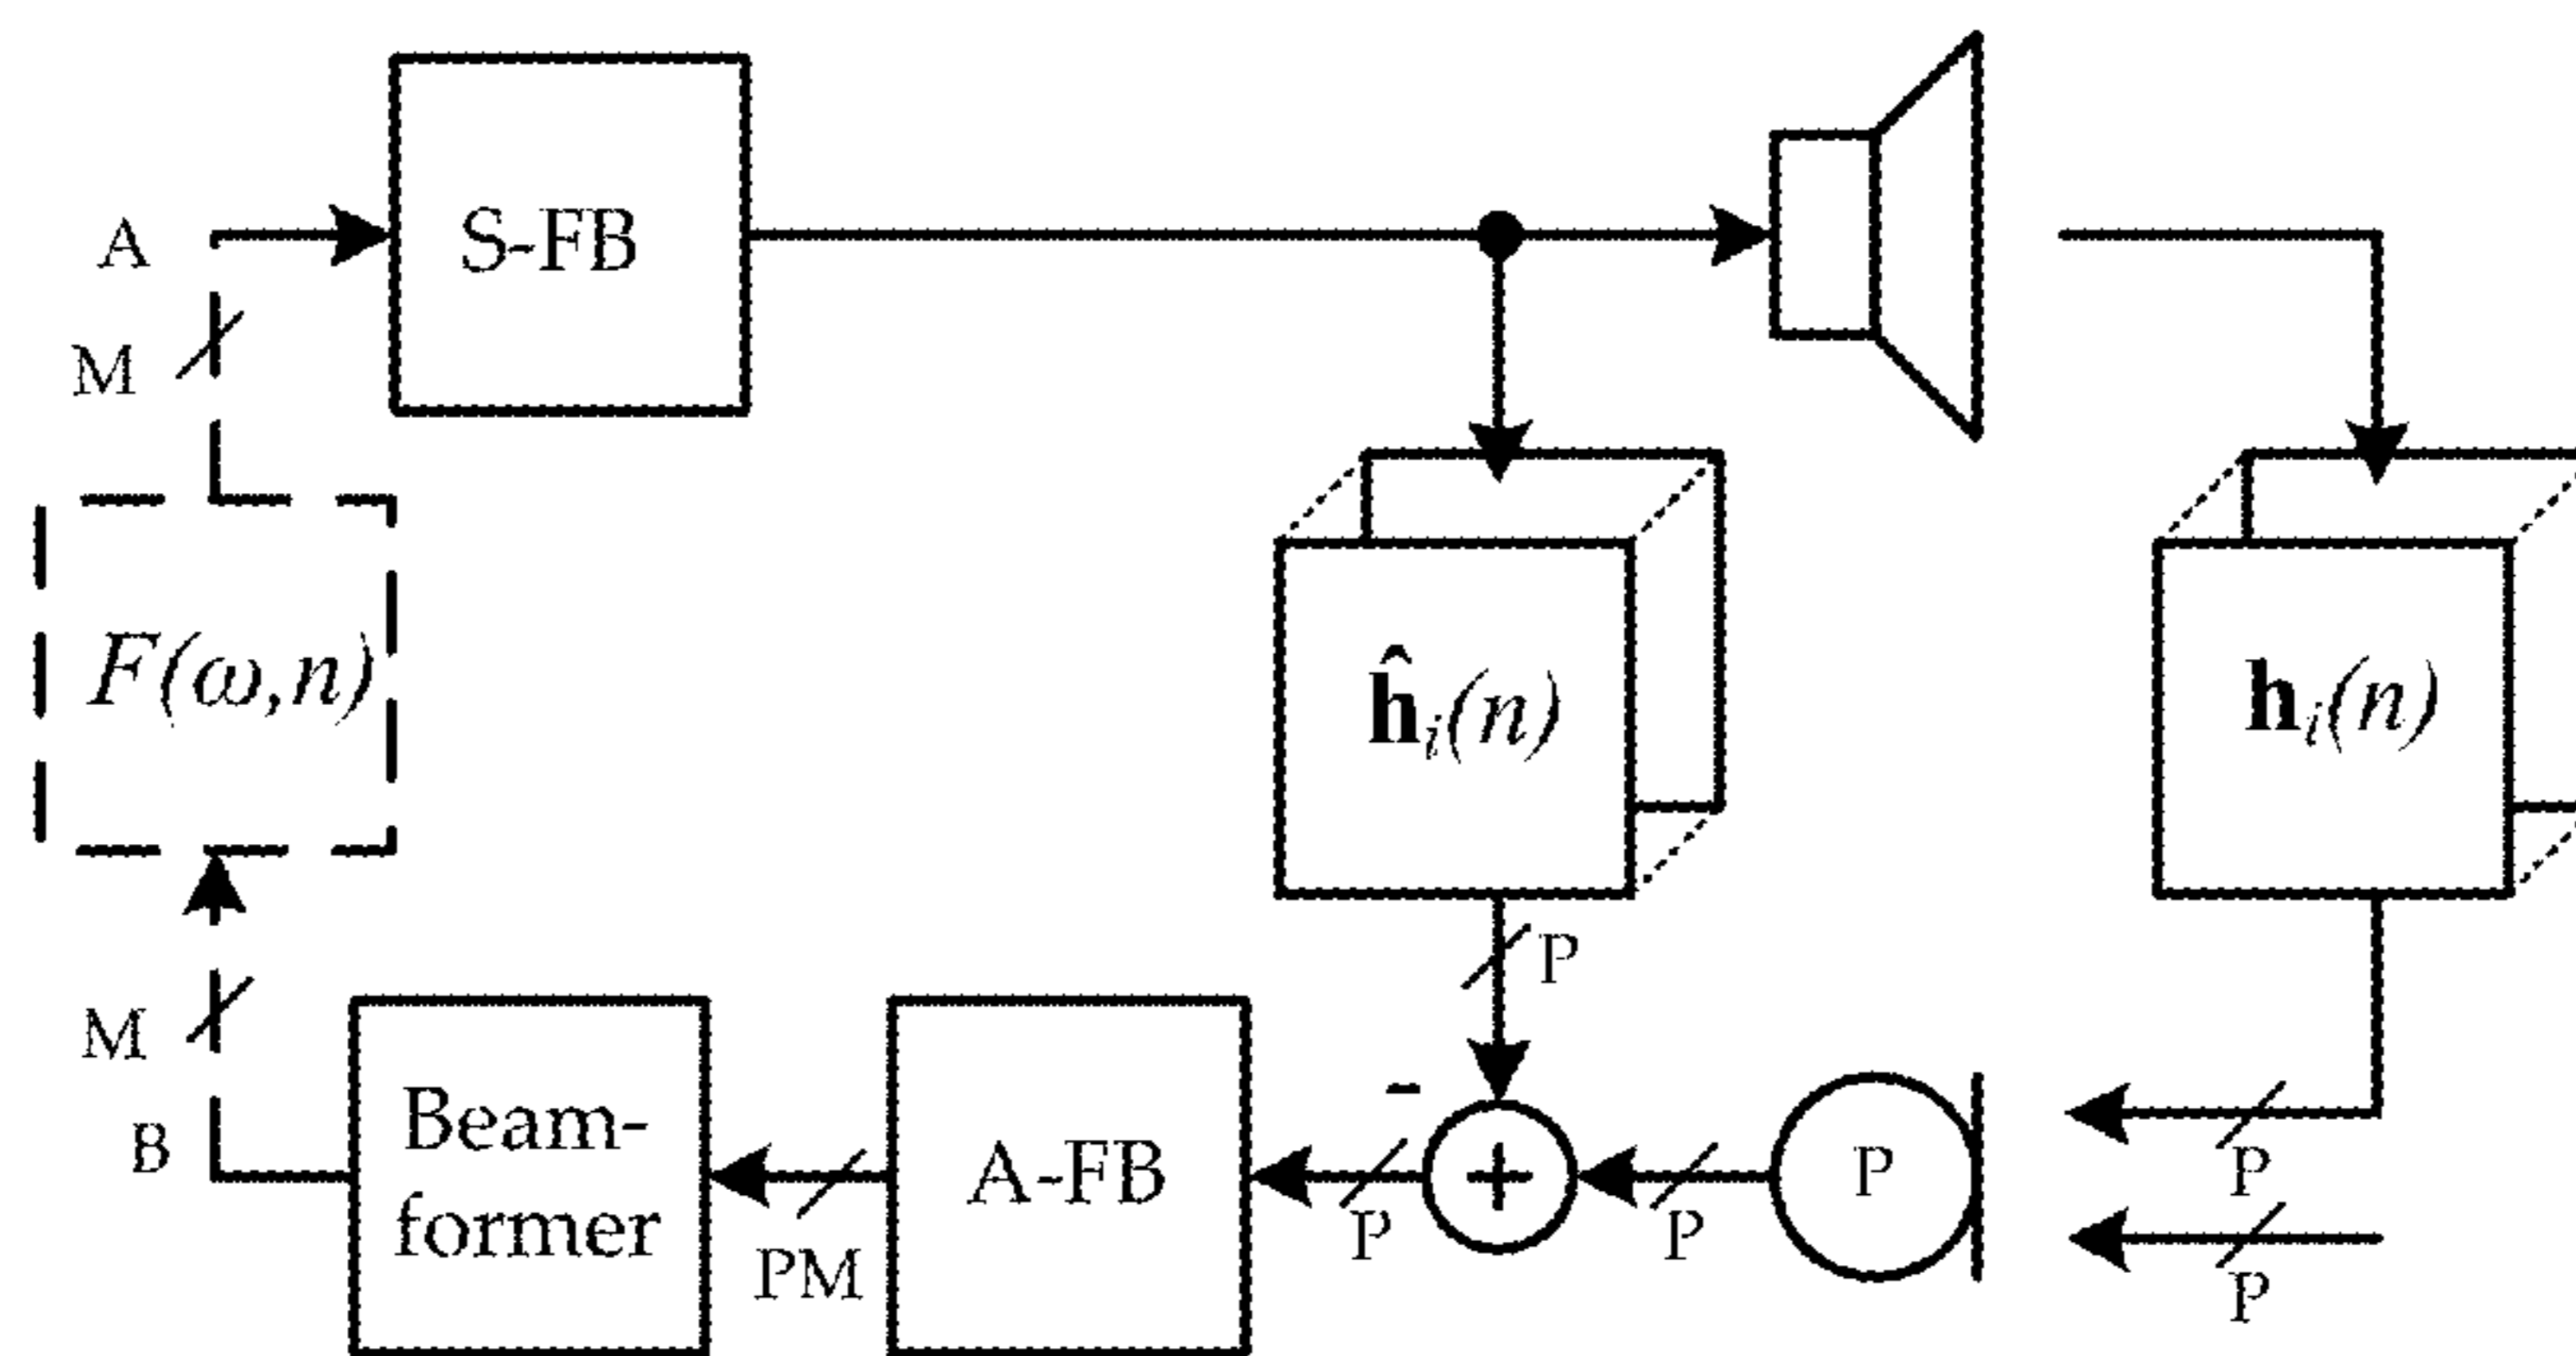 A
S-FB
M
F(ω,n)
ĥi(n)
hi(n)
P
M
-
B
Beam-
former
PM
A-FB
P
+
P
P
P
P